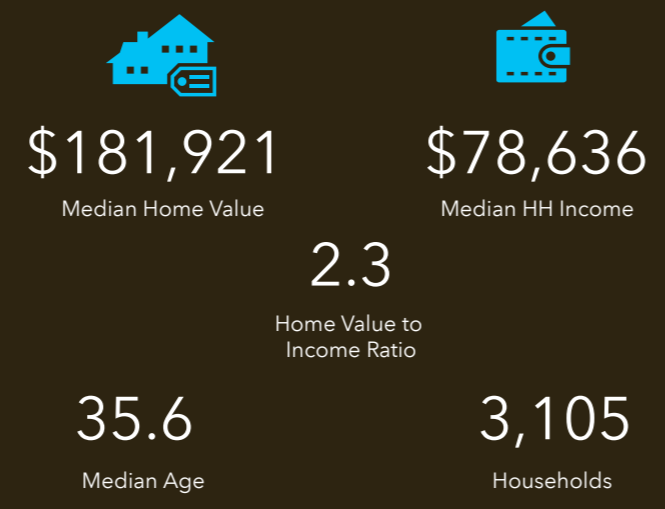 $181,921
Median Home Value
$78,636
Median HH Income
2.3
Home Value to
Income Ratio
35.6
Median Age
3,105
Households